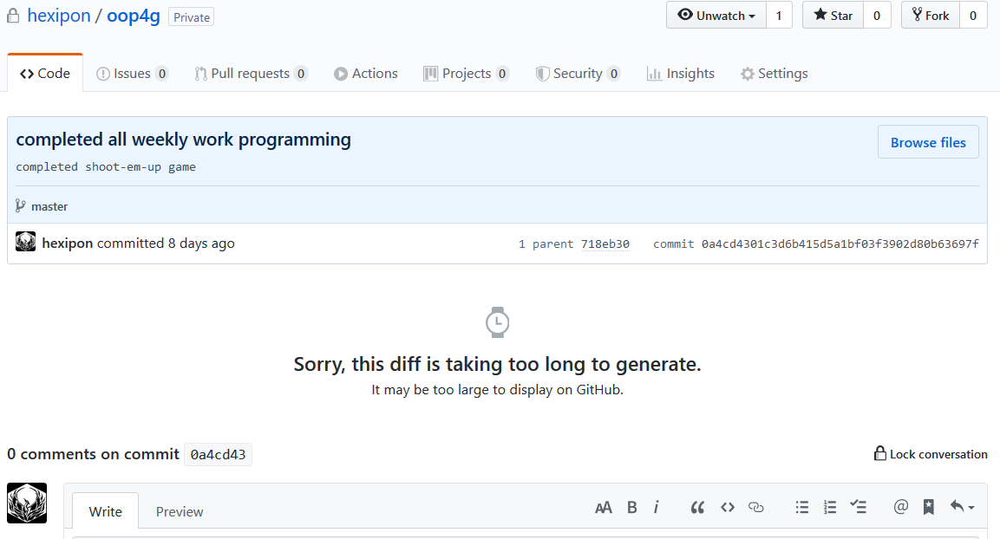 hexipon / oop4g Private Unwatch 1 Star 0 Fork 0
Code Issues 0 Pull requests 0 Actions Projects 0 Security 0 Insights Settings
completed all weekly work programming
Browse files
completed shoot-em-up game
master
hexipon committed 8 days ago 1 parent 718eb30 commit 0a4cd4301c3d6b415d5a1bf03f3902d80b63697f
Sorry, this diff is taking too long to generate.
It may be too large to display on GitHub.
0 comments on commit 0a4cd43 Lock conversation
Write Preview AA B i